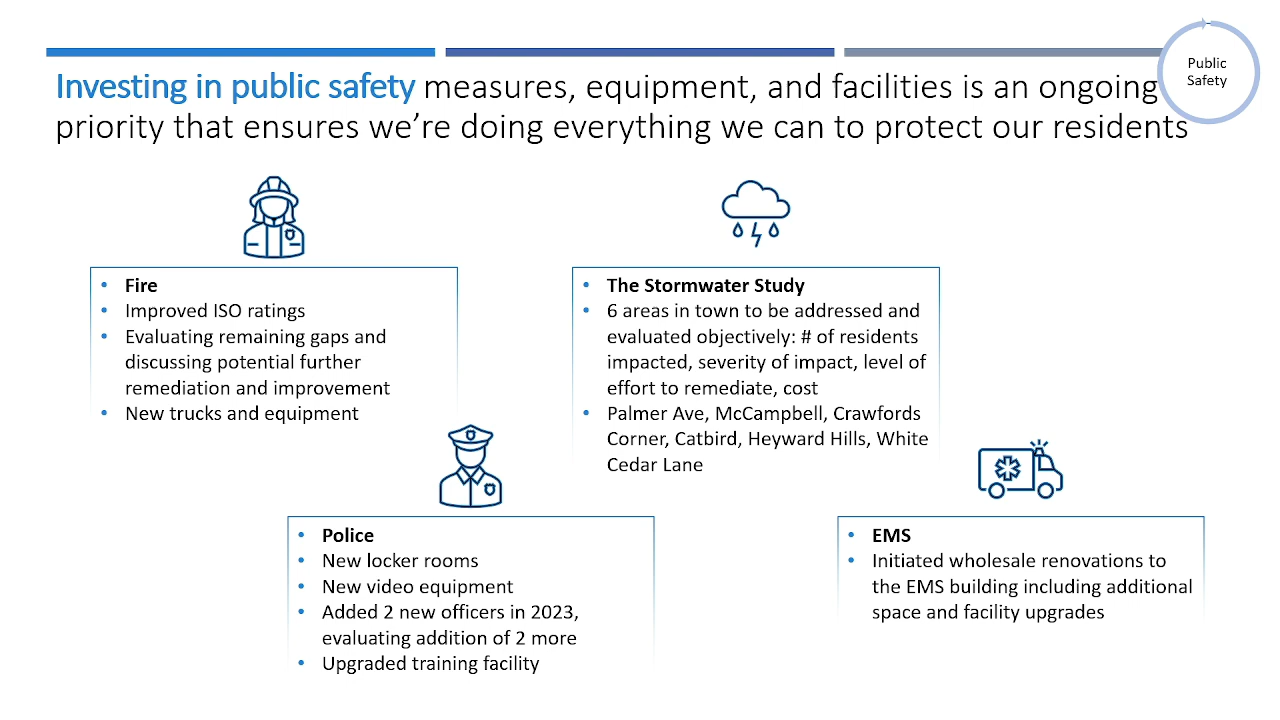 Public
Safety
Investing in public safety measures, equipment, and facilities is an ongoing
priority that ensures we’re doing everything we can to protect our residents
• Fire
• Improved ISO ratings
• Evaluating remaining gaps and
discussing potential further
remediation and improvement
• New trucks and equipment
• The Stormwater Study
• 6 areas in town to be addressed and
evaluated objectively: # of residents
impacted, severity of impact, level of
effort to remediate, cost
• Palmer Ave, McCampbell, Crawfords
Corner, Catbird, Heyward Hills, White
Cedar Lane
• Police
• New locker rooms
• New video equipment
• Added 2 new officers in 2023,
evaluating addition of 2 more
• Upgraded training facility
• EMS
• Initiated wholesale renovations to
the EMS building including additional
space and facility upgrades